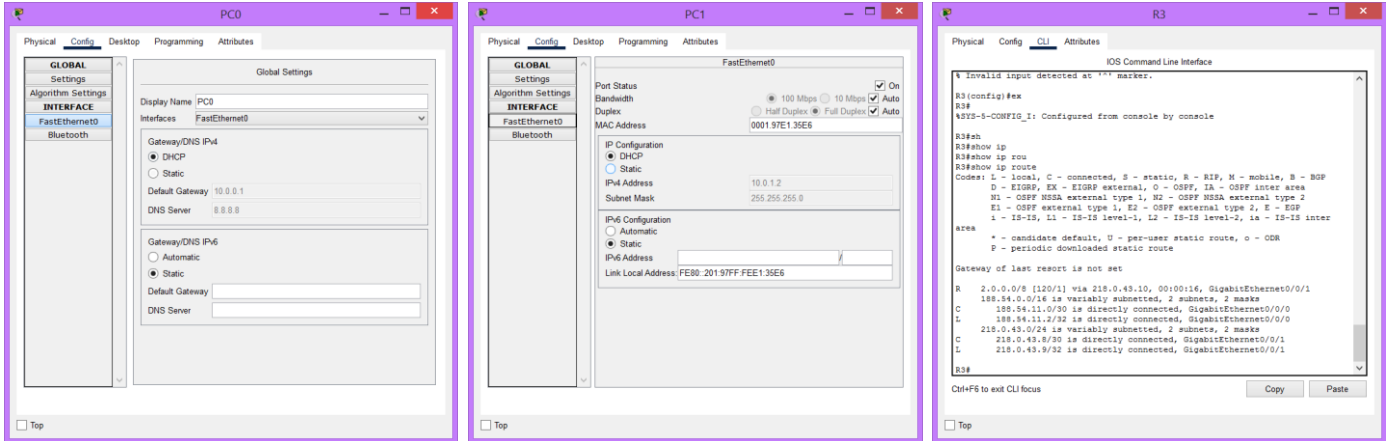 PC0
Physical Config Desktop Programming Attributes
GLOBAL
Settings
Algorithm Settings
INTERFACE
FastEthernet0
Bluetooth
Global Settings
Display Name PC0
Interfaces FastEthernet0
Gateway/DNS IPv4
DHCP
Static
Default Gateway 10.0.0.1
DNS Server 8.8.8.8
Gateway/DNS IPv6
Automatic
Static
Default Gateway
DNS Server
Top
PC1
Physical Config Desktop Programming Attributes
GLOBAL
Settings
Algorithm Settings
INTERFACE
FastEthernet0
Bluetooth
FastEthernet0
Port Status On
Bandwidth 100 Mbps 10 Mbps Auto
Duplex Half Duplex Full Duplex Auto
MAC Address 0001.97E1.35E6
IP Configuration
DHCP
Static
IPv4 Address 10.0.1.2
Subnet Mask 255.255.255.0
IPv6 Configuration
Automatic
Static
IPv6 Address /
Link Local Address: FE80::201:97FF:FEE1:35E6
Top
R3
Physical Config CLI Attributes
IOS Command Line Interface
% Invalid input detected at '^' marker.
R3(config)#ex
R3#
%SYS-5-CONFIG_I: Configured from console by console
R3#sh
R3#show ip
R3#show ip rou
R3#show ip route
Codes: L - local, C - connected, S - static, R - RIP, M - mobile, B - BGP
D - EIGRP, EX - EIGRP external, O - OSPF, IA - OSPF inter area
N1 - OSPF NSSA external type 1, N2 - OSPF NSSA external type 2
E1 - OSPF external type 1, E2 - OSPF external type 2, E - EGP
i - IS-IS, L1 - IS-IS level-1, L2 - IS-IS level-2, ia - IS-IS inter
area
* - candidate default, U - per-user static route, o - ODR
P - periodic downloaded static route
Gateway of last resort is not set
R 2.0.0.0/8 [120/1] via 218.0.43.10, 00:00:16, GigabitEthernet0/0/1
188.54.0.0/16 is variably subnetted, 2 subnets, 2 masks
C 188.54.11.0/30 is directly connected, GigabitEthernet0/0/0
L 188.54.11.2/32 is directly connected, GigabitEthernet0/0/0
218.0.43.0/24 is variably subnetted, 2 subnets, 2 masks
C 218.0.43.8/30 is directly connected, GigabitEthernet0/0/1
L 218.0.43.9/32 is directly connected, GigabitEthernet0/0/1
R3#
Ctrl+F6 to exit CLI focus
Copy Paste
Top